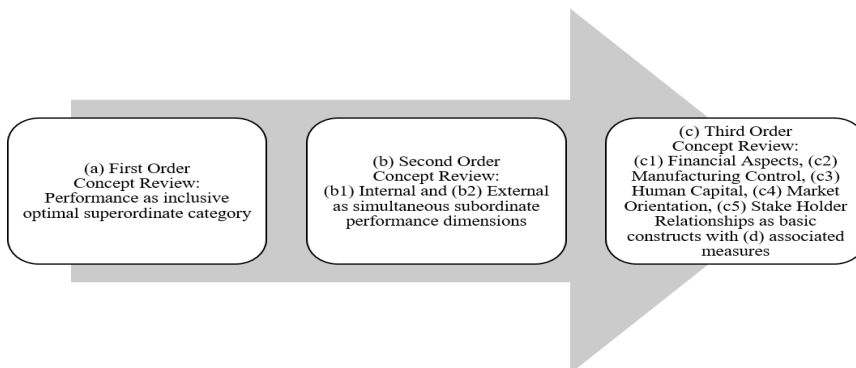 (a) First Order
Concept Review:
Performance as inclusive
optimal superordinate category
(b) Second Order
Concept Review:
(b1) Internal and (b2) External
as simultaneous subordinate
performance dimensions
(c) Third Order
Concept Review:
(c1) Financial Aspects, (c2)
Manufacturing Control, (c3)
Human Capital, (c4) Market
Orientation, (c5) Stake Holder
Relationships as basic
constructs with (d) associated
measures